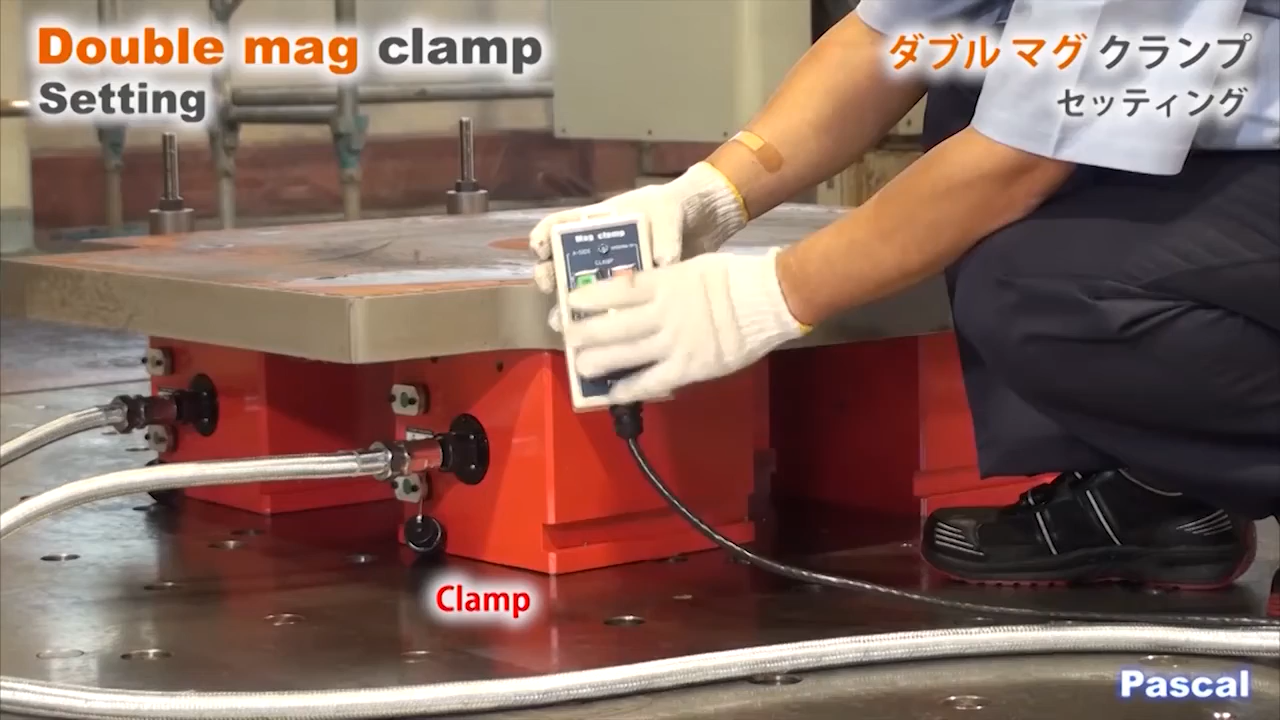 Double mag clamp
Setting
ダブル マグ クランプ
セッティング
Mag clamp
CLAMP
Clamp
Pascal